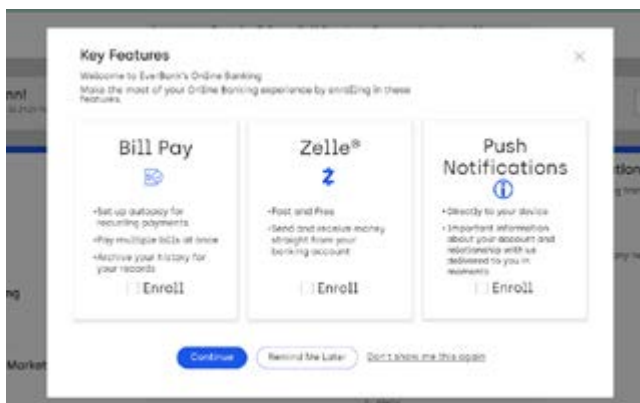 Key Features
Welcome to EverBank's Online Banking
Make the most of your Online Banking experience by enrolling in these
features.
Bill Pay
•Set up autopay for
recurring payments
•Pay multiple bills at once
•Archive your history for
your records
Enroll
Zelle®
•Fast and Free
•Send and receive money
straight from your
banking account
Enroll
Push
Notifications
•Directly to your device
•Important information
about your account and
relationship with us
delivered to you in
moments
Enroll
Continue
Remind Me Later
Don't show me this again
Market